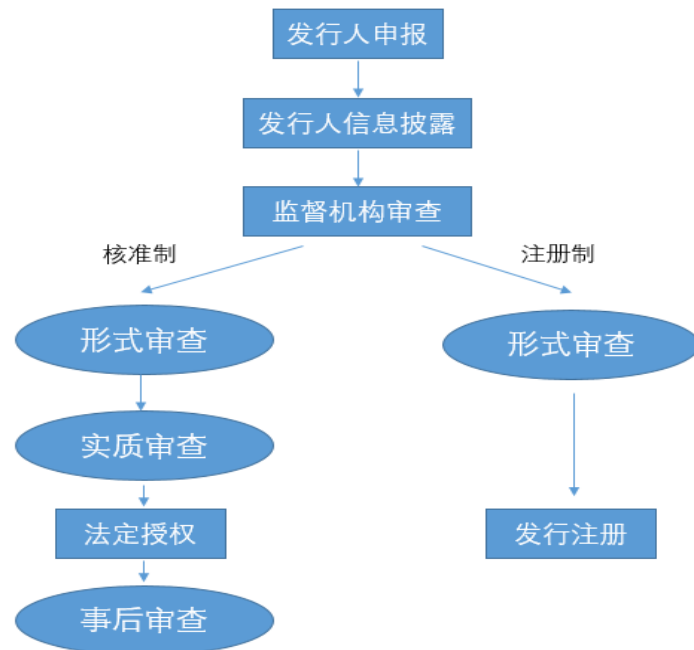 发行人申报
发行人信息披露
监督机构审查
核准制
注册制
形式审查
形式审查
实质审查
法定授权
发行注册
事后审查